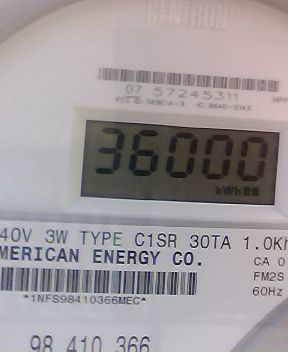 CENTRON
07 57245311
36000
kWh
40V 3W TYPE C1SR 30TA 1.0Kh
MERICAN ENERGY CO.
CA 0
FM2S
60Hz
*1NFS98410366MEC*
98 410 366